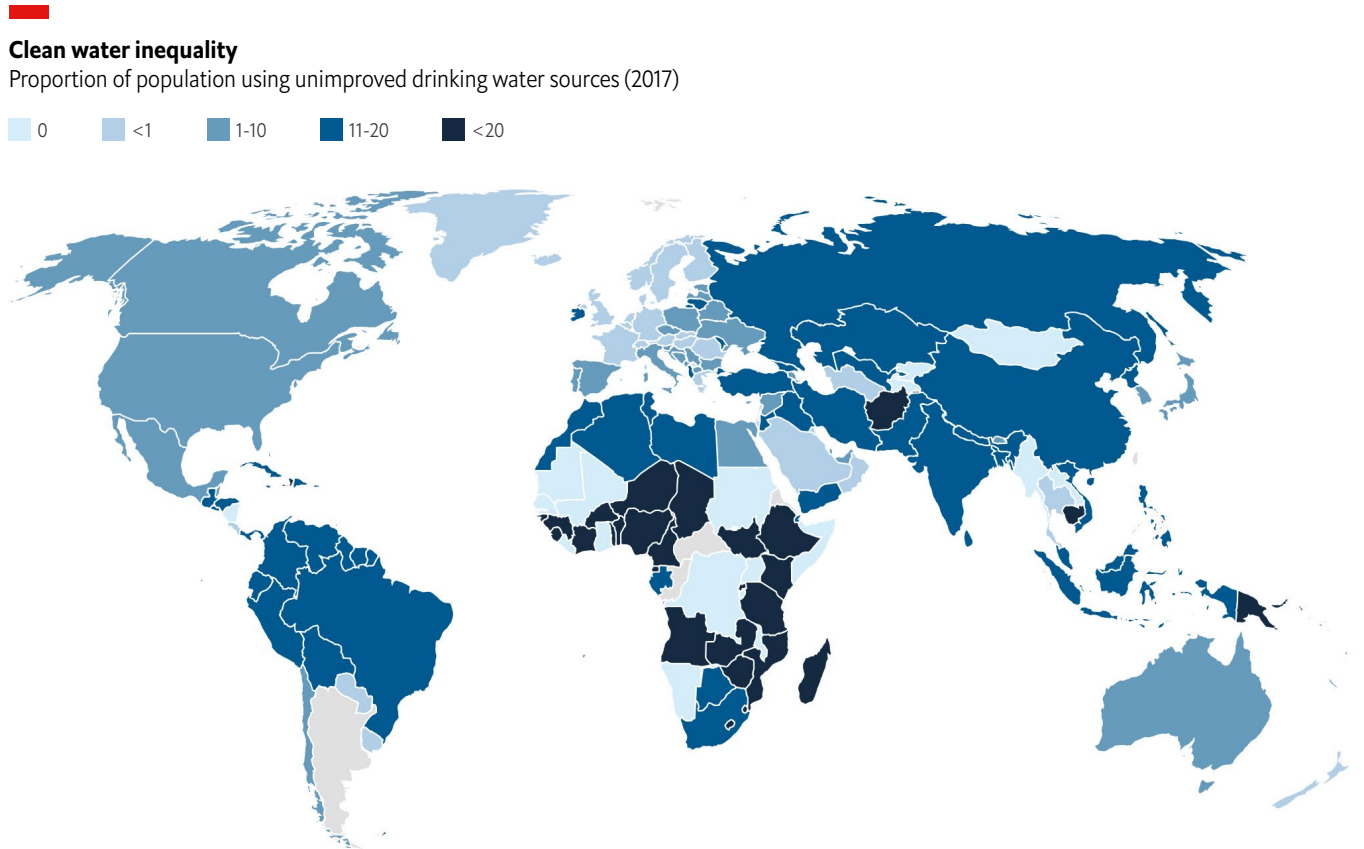 Clean water inequality
Proportion of population using unimproved drinking water sources (2017)
0 <1 1-10 11-20 <20